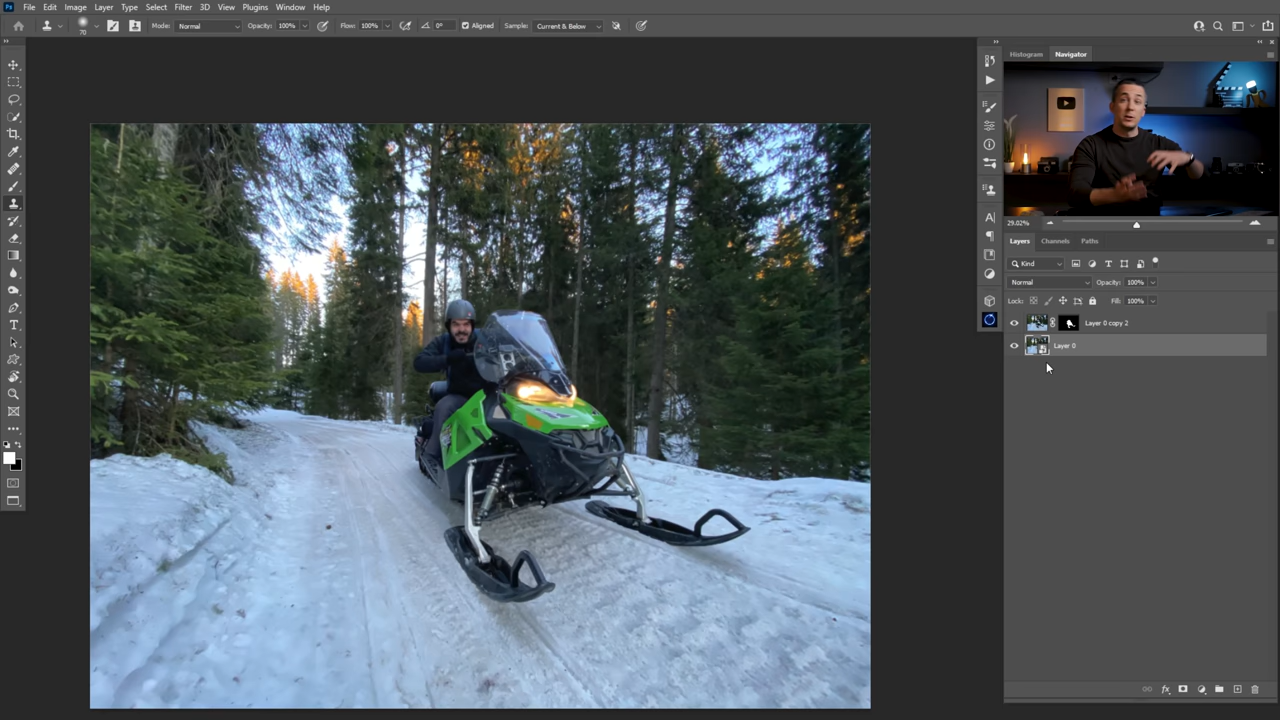 Ps File Edit Image Layer Type Select Filter 3D View Plugins Window Help
70 Mode: Normal Opacity: 100% Flow: 100% 0° Aligned Sample: Current & Below
Histogram Navigator
29.02%
Layers Channels Paths
Kind
Normal Opacity: 100%
Lock: Fill: 100%
Layer 0 copy 2
Layer 0